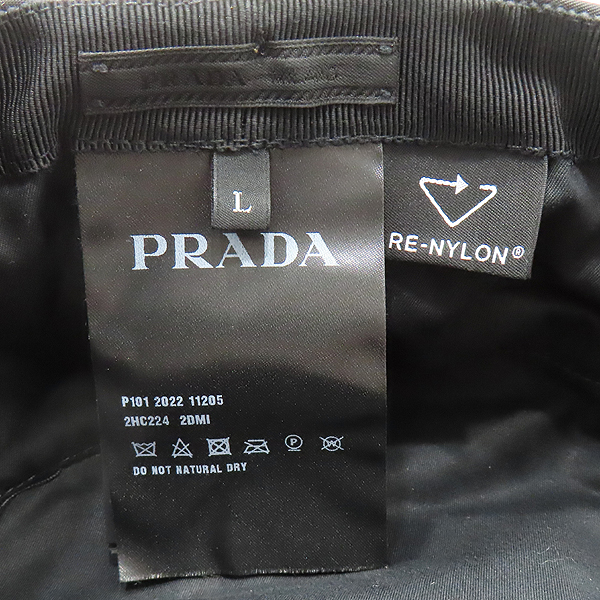 PRADA
L
PRADA
RE-NYLON®
P101 2022 11205
2HC224 2DMI
P W
DO NOT NATURAL DRY